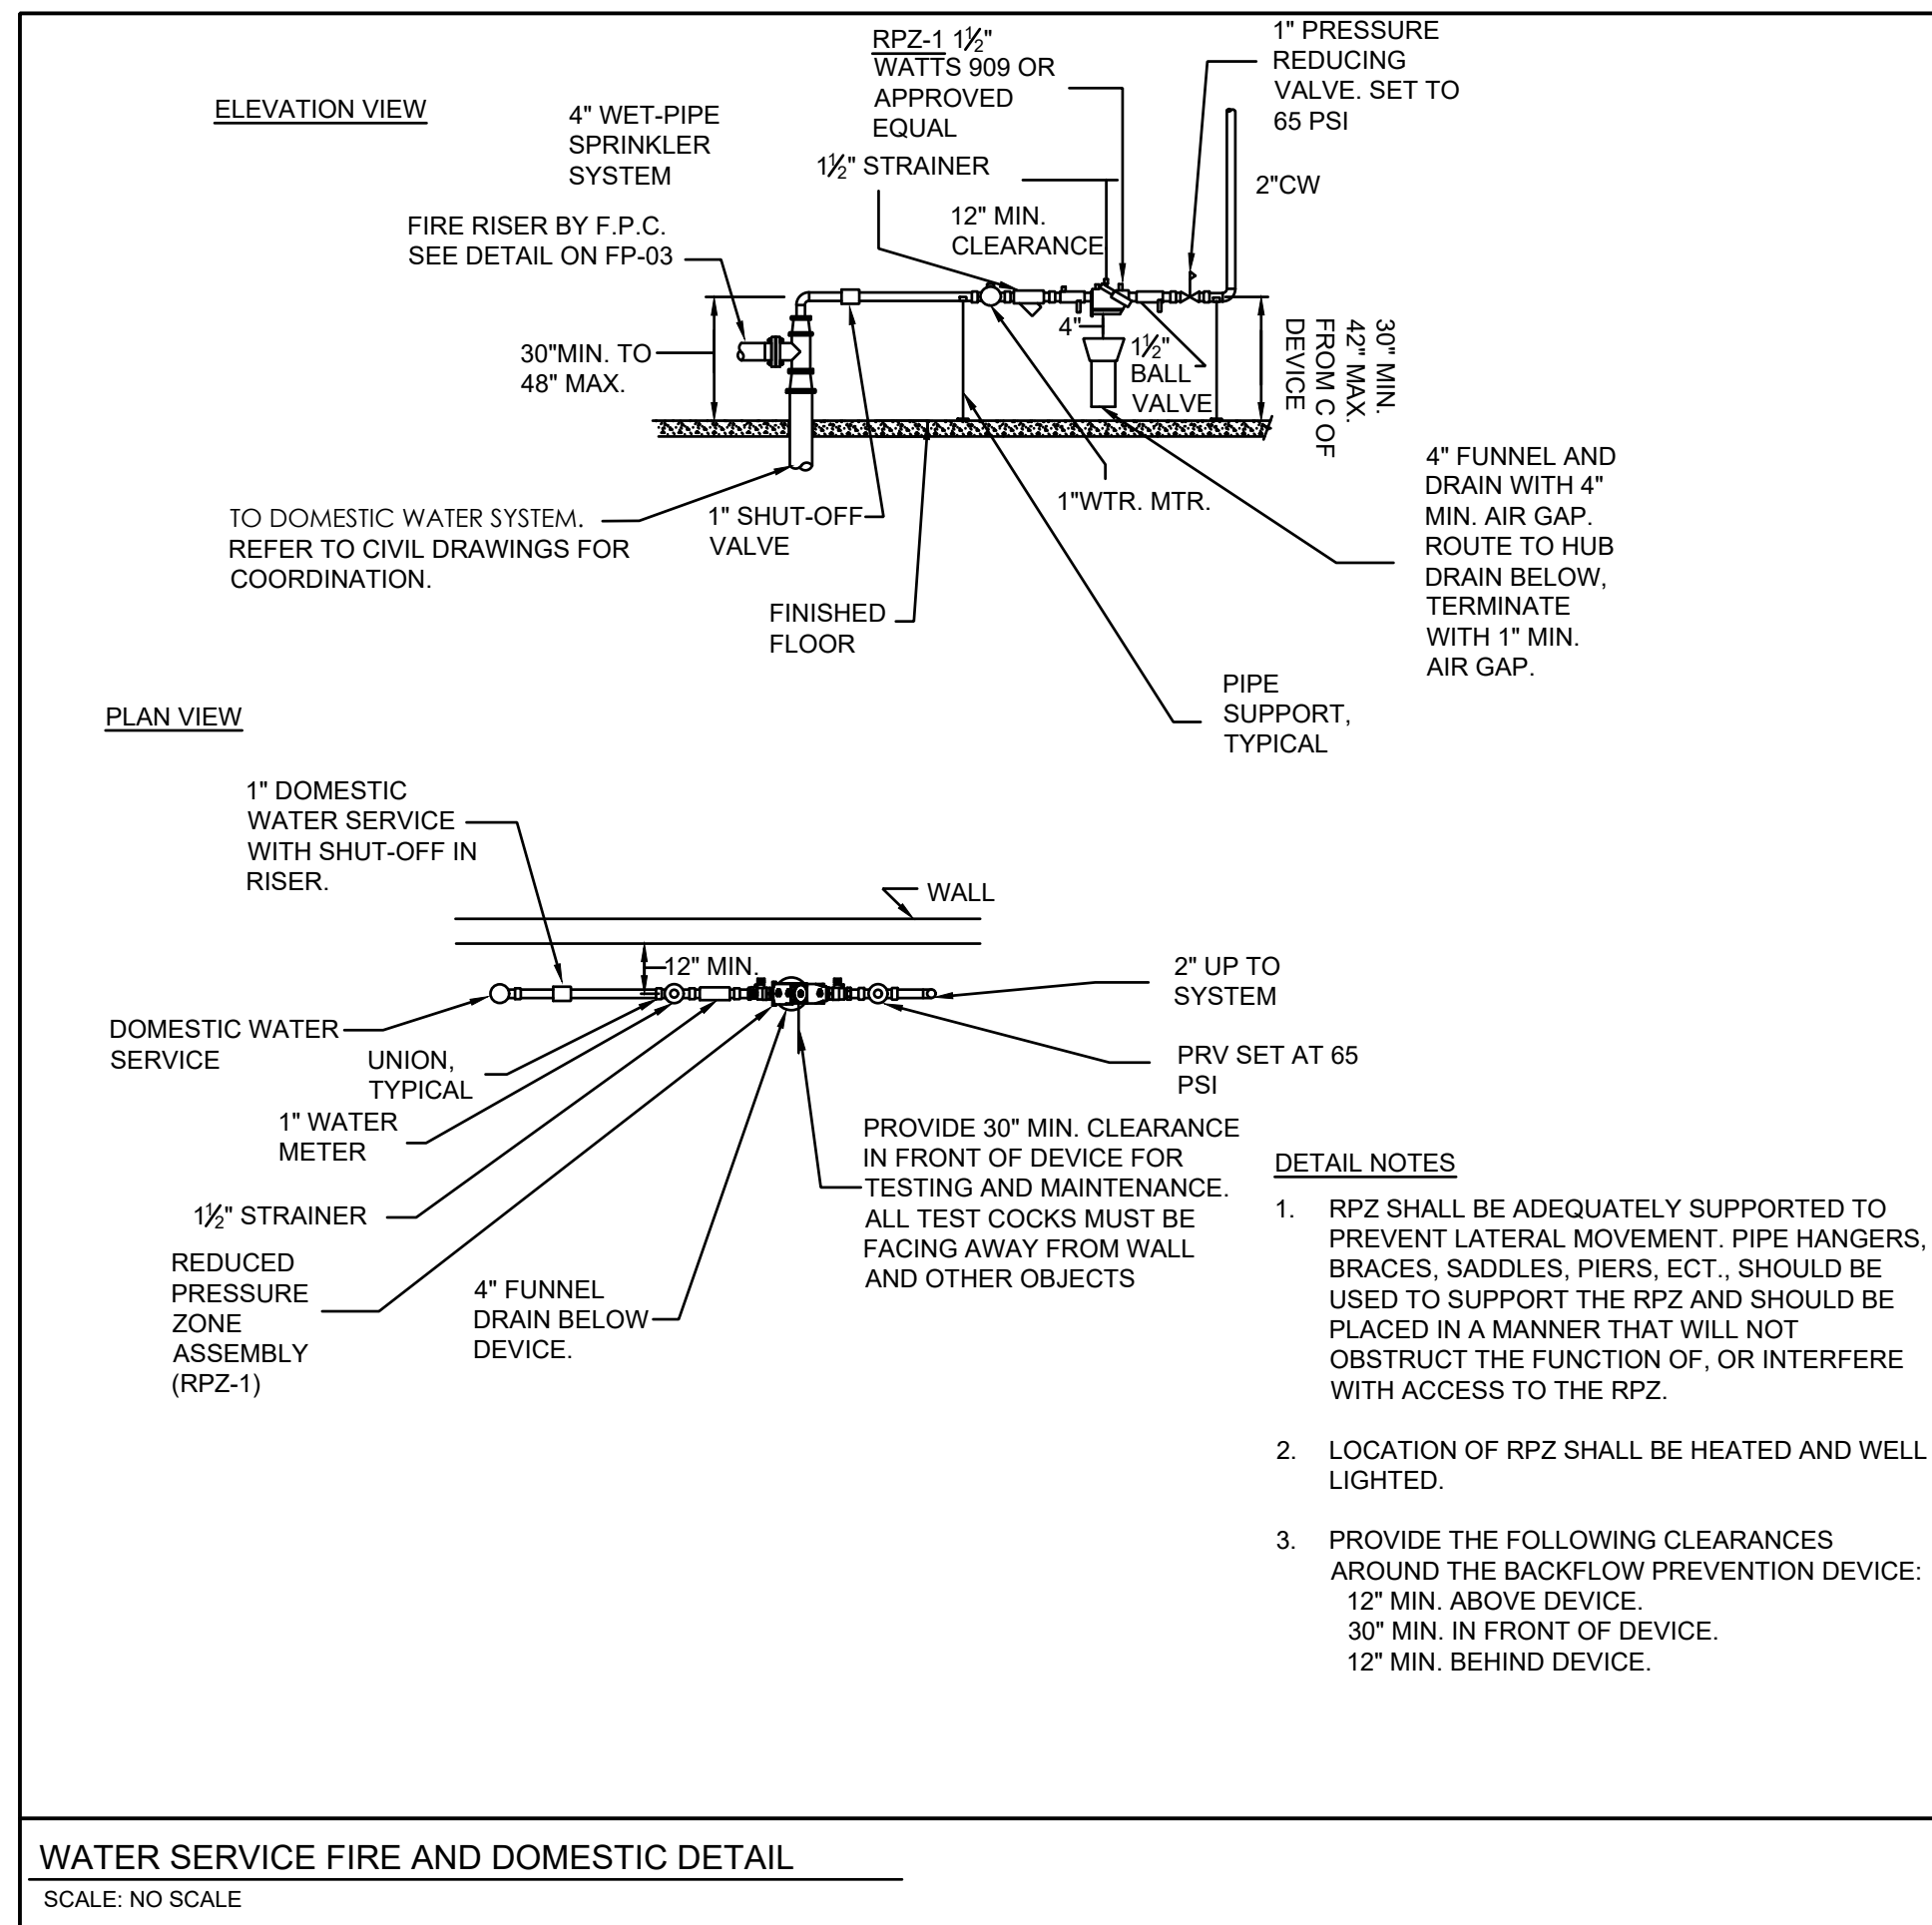 ELEVATION VIEW
4" WET-PIPE
SPRINKLER
SYSTEM
RPZ-1 1½"
WATTS 909 OR
APPROVED
EQUAL
1" PRESSURE
REDUCING
VALVE. SET TO
65 PSI
1½" STRAINER
2"CW
FIRE RISER BY F.P.C.
SEE DETAIL ON FP-03
12" MIN.
CLEARANCE
30"MIN. TO
48" MAX.
4"
1½"
BALL
VALVE
30" MIN.
42" MAX.
FROM C OF
DEVICE
TO DOMESTIC WATER SYSTEM.
REFER TO CIVIL DRAWINGS FOR
COORDINATION.
1" SHUT-OFF
VALVE
1"WTR. MTR.
4" FUNNEL AND
DRAIN WITH 4"
MIN. AIR GAP.
ROUTE TO HUB
DRAIN BELOW,
TERMINATE
WITH 1" MIN.
AIR GAP.
FINISHED
FLOOR
PIPE
SUPPORT,
TYPICAL
PLAN VIEW
1" DOMESTIC
WATER SERVICE
WITH SHUT-OFF IN
RISER.
WALL
12" MIN.
2" UP TO
SYSTEM
DOMESTIC WATER
SERVICE
UNION,
TYPICAL
PRV SET AT 65
PSI
1" WATER
METER
PROVIDE 30" MIN. CLEARANCE
IN FRONT OF DEVICE FOR
TESTING AND MAINTENANCE.
ALL TEST COCKS MUST BE
FACING AWAY FROM WALL
AND OTHER OBJECTS
1½" STRAINER
REDUCED
PRESSURE
ZONE
ASSEMBLY
(RPZ-1)
4" FUNNEL
DRAIN BELOW
DEVICE.
DETAIL NOTES
1. RPZ SHALL BE ADEQUATELY SUPPORTED TO
PREVENT LATERAL MOVEMENT. PIPE HANGERS,
BRACES, SADDLES, PIERS, ECT., SHOULD BE
USED TO SUPPORT THE RPZ AND SHOULD BE
PLACED IN A MANNER THAT WILL NOT
OBSTRUCT THE FUNCTION OF, OR INTERFERE
WITH ACCESS TO THE RPZ.
2. LOCATION OF RPZ SHALL BE HEATED AND WELL
LIGHTED.
3. PROVIDE THE FOLLOWING CLEARANCES
AROUND THE BACKFLOW PREVENTION DEVICE:
12" MIN. ABOVE DEVICE.
30" MIN. IN FRONT OF DEVICE.
12" MIN. BEHIND DEVICE.
WATER SERVICE FIRE AND DOMESTIC DETAIL
SCALE: NO SCALE